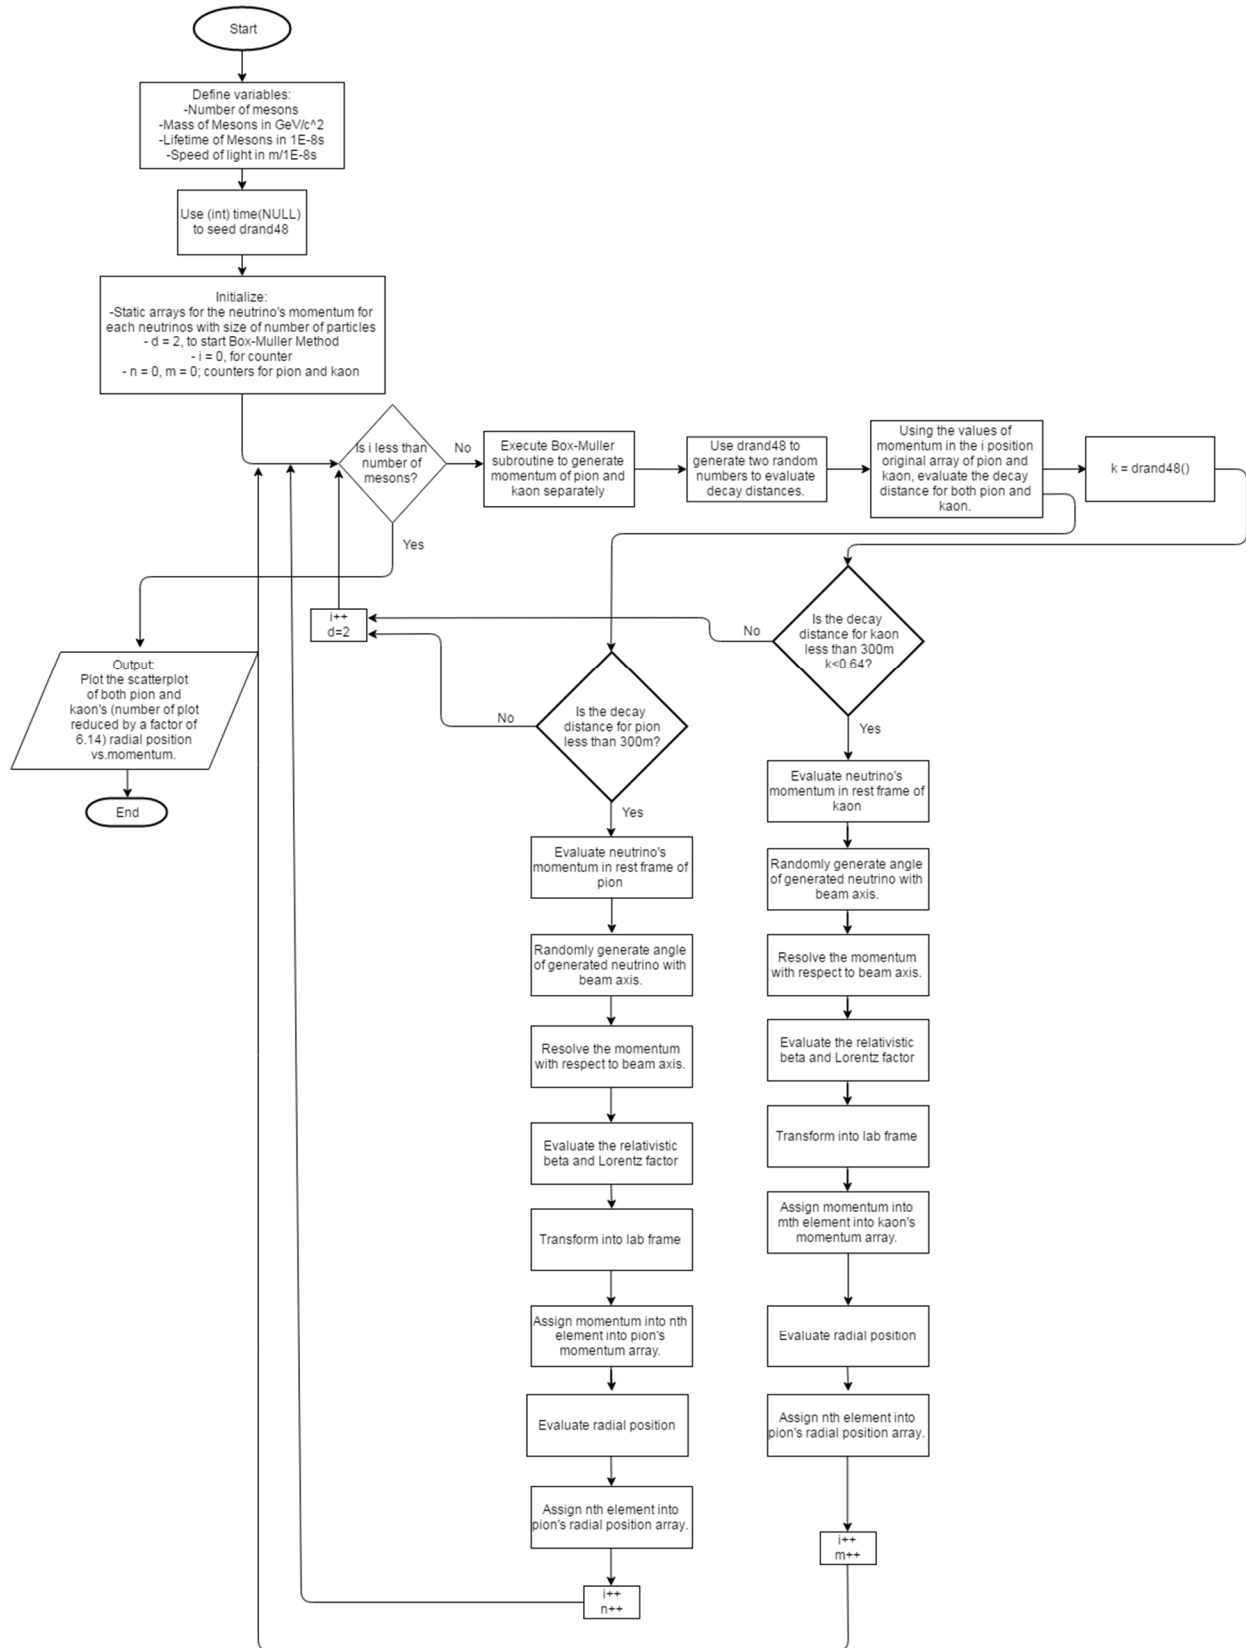 Start
Define variables:
-Number of mesons
-Mass of Mesons in GeV/c^2
-Lifetime of Mesons in 1E-8s
-Speed of light in m/1E-8s
Use (int) time(NULL)
to seed drand48
Initialize:
-Static arrays for the neutrino's momentum for
each neutrinos with size of number of particles
- d = 2, to start Box-Muller Method
- i = 0, for counter
- n = 0, m = 0; counters for pion and kaon
Is i less than
number of
mesons?
No
Yes
Execute Box-Muller
subroutine to generate
momentum of pion and
kaon separately
Use drand48 to
generate two random
numbers to evaluate
decay distances.
Using the values of
momentum in the i position
original array of pion and
kaon, evaluate the decay
distance for both pion and
kaon.
k = drand48()
i++
d=2
Output:
Plot the scatterplot
of both pion and
kaon's (number of plot
reduced by a factor of
6.14) radial position
vs.momentum.
End
Is the decay
distance for pion
less than 300m?
No
Yes
Evaluate neutrino's
momentum in rest frame of
pion
Randomly generate angle
of generated neutrino with
beam axis.
Resolve the momentum
with respect to beam axis.
Evaluate the relativistic
beta and Lorentz factor
Transform into lab frame
Assign momentum into nth
element into pion's
momentum array.
Evaluate radial position
Assign nth element into
pion's radial position array.
i++
n++
Is the decay
distance for kaon
less than 300m
k<0.64?
No
Yes
Evaluate neutrino's
momentum in rest frame of
kaon
Randomly generate angle
of generated neutrino with
beam axis.
Resolve the momentum
with respect to beam axis.
Evaluate the relativistic
beta and Lorentz factor
Transform into lab frame
Assign momentum into
mth element into kaon's
momentum array.
Evaluate radial position
Assign nth element into
pion's radial position array.
i++
m++